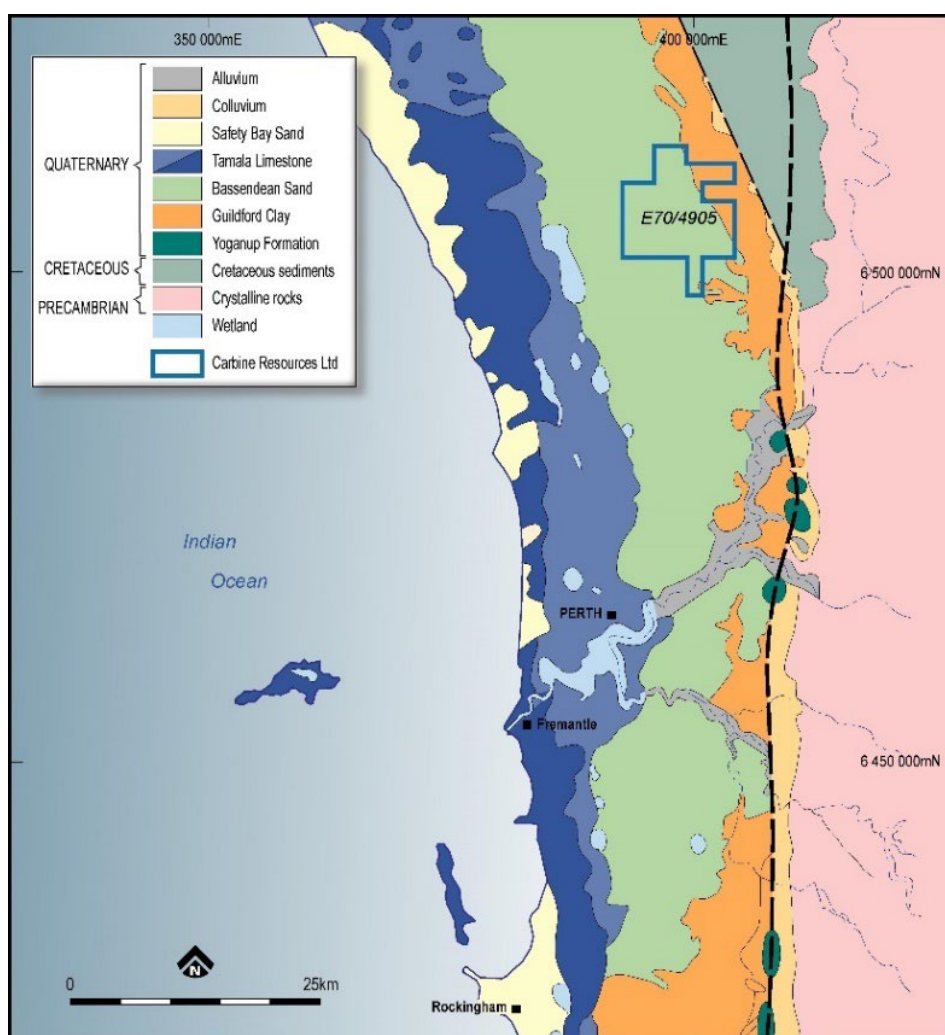 350 000mE
400 000mE
Alluvium
Colluvium
Safety Bay Sand
QUATERNARY
Tamala Limestone
Bassendean Sand
Guildford Clay
Yoganup Formation
CRETACEOUS
Cretaceous sediments
PRECAMBRIAN
Crystalline rocks
Wetland
Carbine Resources Ltd
E70/4905
6 500 000mN
Indian
Ocean
PERTH
Fremantle
6 450 000mN
N
0
25km
Rockingham